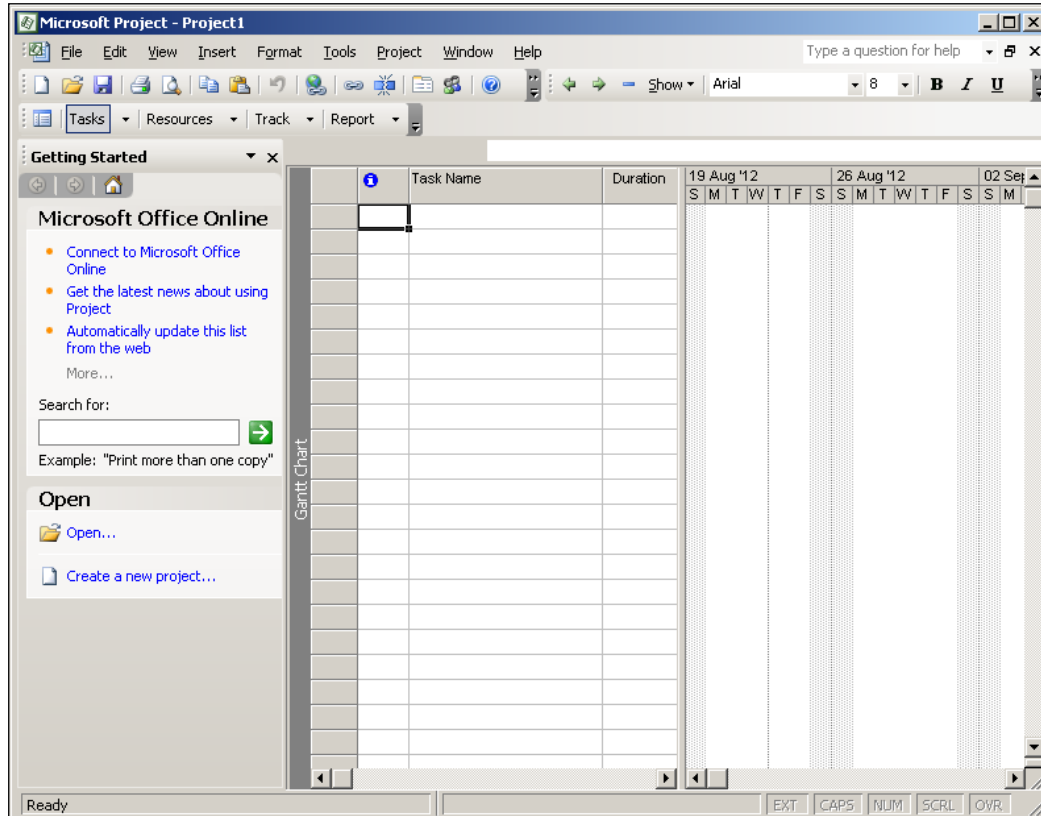 Microsoft Project - Project1
File Edit View Insert Format Tools Project Window Help Type a question for help
Show Arial 8 B I U
Tasks Resources Track Report
Getting Started
Task Name Duration 19 Aug '12 26 Aug '12 02 Sep
S M T W T F S S M T W T F S S M
Microsoft Office Online
Connect to Microsoft Office
Online
Get the latest news about using
Project
Automatically update this list
from the web
More...
Search for:
Example: "Print more than one copy"
Gantt Chart
Open
Open...
Create a new project...
Ready EXT CAPS NUM SCRL OVR